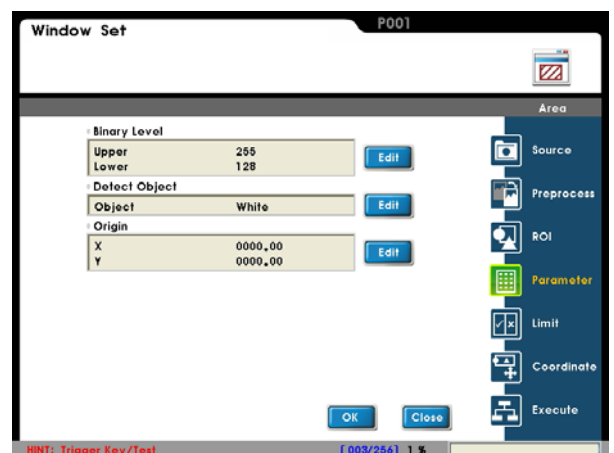 P001
Window Set
Area
Binary Level
Upper 255
Lower 128
Edit
Detect Object
Object White
Edit
Origin
X 0000.00
Y 0000.00
Edit
Source
Preprocess
ROI
Parameter
Limit
Coordinate
Execute
OK Close
HINT: Trigger Key/Test [003/256] 1 %